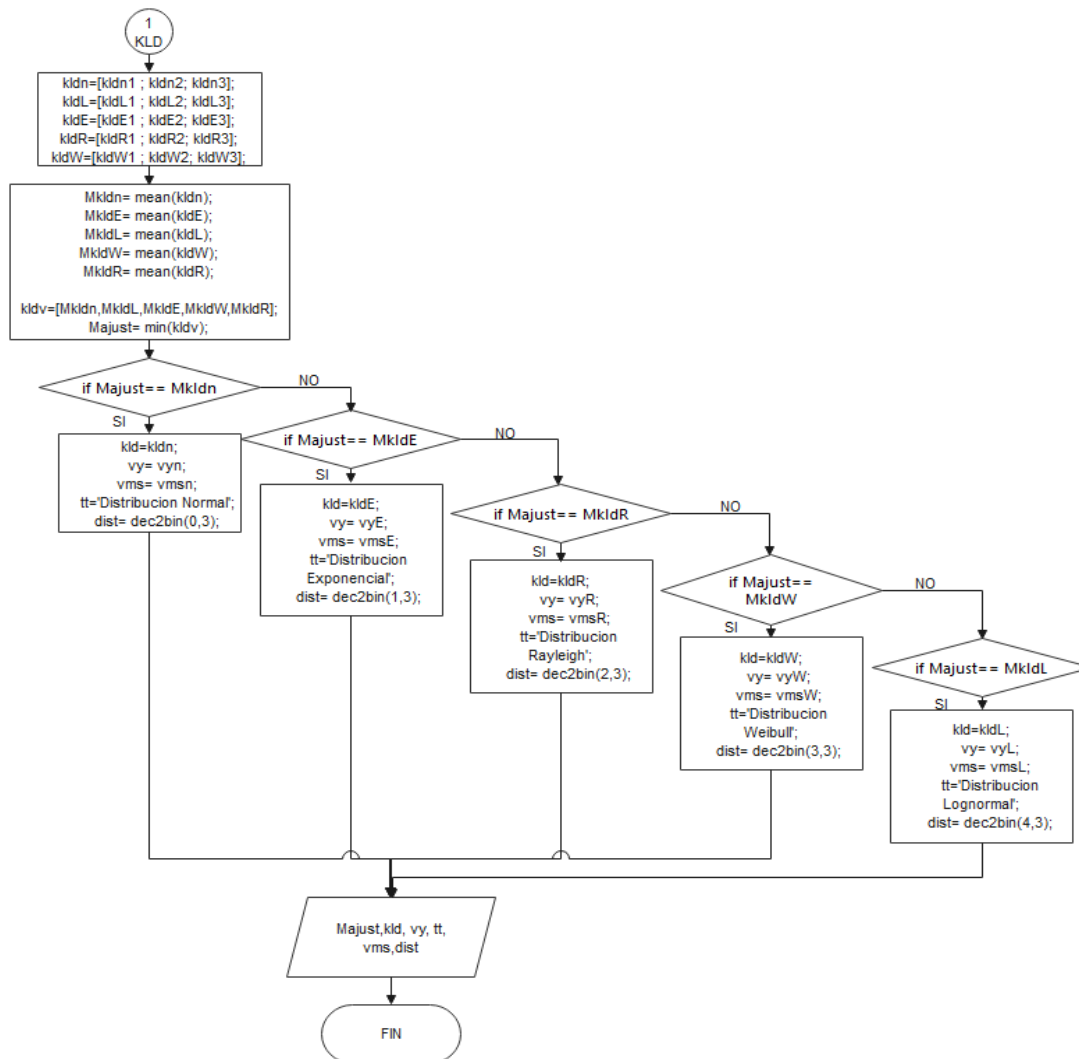 1
KLD
kldn=[kldn1 ; kldn2; kldn3];
kldL=[kldL1 ; kldL2; kldL3];
kldE=[kldE1 ; kldE2; kldE3];
kldR=[kldR1 ; kldR2; kldR3];
kldW=[kldW1 ; kldW2; kldW3];
Mkldn= mean(kldn);
MkldE= mean(kldE);
MkldL= mean(kldL);
MkldW= mean(kldW);
MkldR= mean(kldR);
kldv=[Mkldn,MkldL,MkldE,MkldW,MkldR];
Majust= min(kldv);
if Majust== Mkldn
NO
SI
kld=kldn;
vy= vyn;
vms= vmsn;
tt='Distribucion Normal';
dist= dec2bin(0,3);
if Majust== MkldE
NO
SI
kld=kldE;
vy= vyE;
vms= vmsE;
tt='Distribucion
Exponencial';
dist= dec2bin(1,3);
if Majust== MkldR
NO
SI
kld=kldR;
vy= vyR;
vms= vmsR;
tt='Distribucion
Rayleigh';
dist= dec2bin(2,3);
if Majust==
MkldW
NO
SI
kld=kldW;
vy= vyW;
vms= vmsW;
tt='Distribucion
Weibull';
dist= dec2bin(3,3);
if Majust== MkldL
SI
kld=kldL;
vy= vyL;
vms= vmsL;
tt='Distribucion
Lognormal';
dist= dec2bin(4,3);
Majust,kld, vy, tt,
vms,dist
FIN